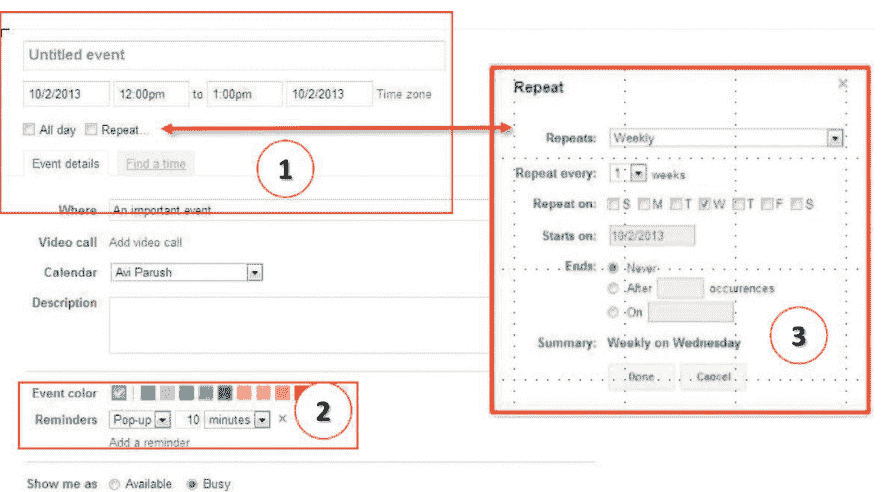 Untitled event
10/2/2013 12:00pm to 1:00pm 10/2/2013 Time zone
All day Repeat...
Event details Find a time
1
Where An important event
Video call Add video call
Calendar Avi Parush
Description
Event color
Reminders Pop-up 10 minutes ×
Add a reminder
2
Show me as Available Busy
Repeat ×
Repeats: Weekly
Repeat every: 1 weeks
Repeat on: S M T W T F S
Starts on: 10/2/2013
Ends: Never
After occurrences
On
Summary: Weekly on Wednesday
Done Cancel
3